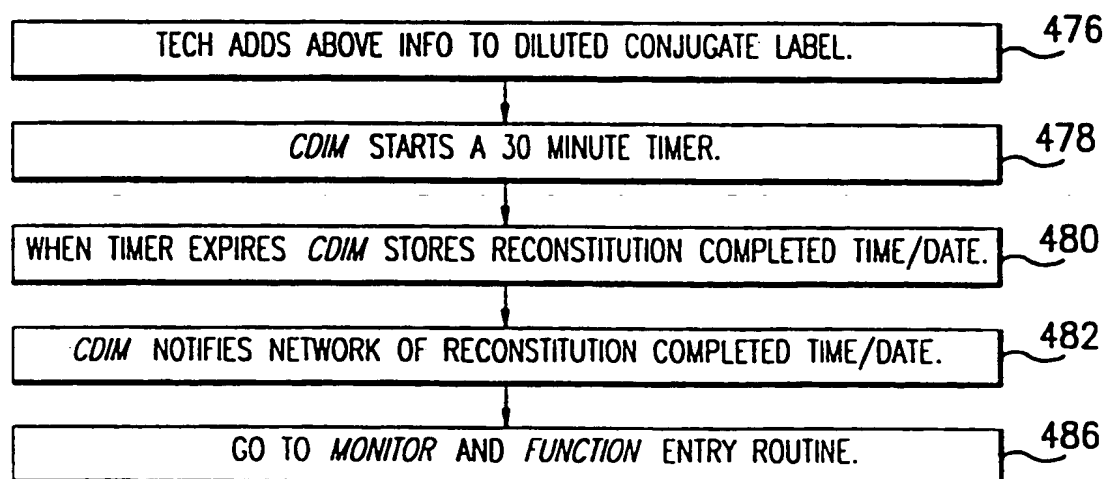 TECH ADDS ABOVE INFO TO DILUTED CONJUGATE LABEL.
476
CDIM STARTS A 30 MINUTE TIMER.
478
WHEN TIMER EXPIRES CDIM STORES RECONSTITUTION COMPLETED TIME/DATE.
480
CDIM NOTIFIES NETWORK OF RECONSTITUTION COMPLETED TIME/DATE.
482
GO TO MONITOR AND FUNCTION ENTRY ROUTINE.
486